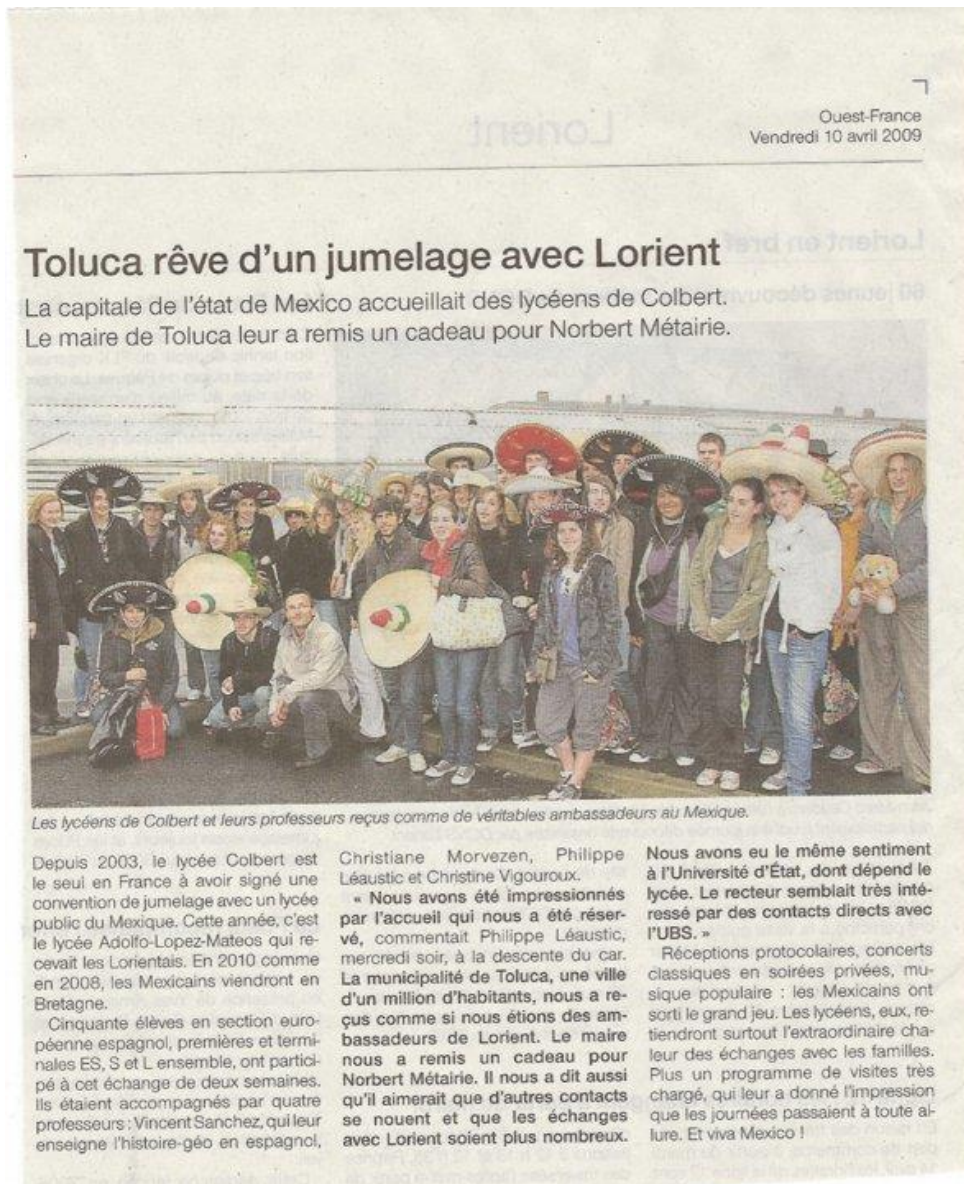 Ouest-France
Vendredi 10 avril 2009
Lorient
Lorient en bref
Toluca rêve d'un jumelage avec Lorient
La capitale de l'état de Mexico accueillait des lycéens de Colbert.
Le maire de Toluca leur a remis un cadeau pour Norbert Métairie.
Les lycéens de Colbert et leurs professeurs reçus comme de véritables ambassadeurs au Mexique.
Depuis 2003, le lycée Colbert est
le seul en France à avoir signé une
convention de jumelage avec un lycée
public du Mexique. Cette année, c'est
le lycée Adolfo-Lopez-Mateos qui re-
cevait les Lorientais. En 2010 comme
en 2008, les Mexicains viendront en
Bretagne.
Cinquante élèves en section euro-
péenne espagnol, premières et termi-
nales ES, S et L ensemble, ont partici-
pé à cet échange de deux semaines.
Ils étaient accompagnés par quatre
professeurs : Vincent Sanchez, qui leur
enseigne l'histoire-géo en espagnol,
Christiane Morvezen, Philippe
Léaustic et Christine Vigouroux.
« Nous avons été impressionnés
par l'accueil qui nous a été réser-
vé, commentait Philippe Léaustic,
mercredi soir, à la descente du car.
La municipalité de Toluca, une ville
d'un million d'habitants, nous a re-
çus comme si nous étions des am-
bassadeurs de Lorient. Le maire
nous a remis un cadeau pour
Norbert Métairie. Il nous a dit aussi
qu'il aimerait que d'autres contacts
se nouent et que les échanges
avec Lorient soient plus nombreux.
Nous avons eu le même sentiment
à l'Université d'État, dont dépend le
lycée. Le recteur semblait très inté-
ressé par des contacts directs avec
l'UBS. »
Réceptions protocolaires, concerts
classiques en soirées privées, mu-
sique populaire : les Mexicains ont
sorti le grand jeu. Les lycéens, eux, re-
tiendront surtout l'extraordinaire cha-
leur des échanges avec les familles.
Plus un programme de visites très
chargé, qui leur a donné l'impression
que les journées passaient à toute al-
lure. Et viva Mexico !